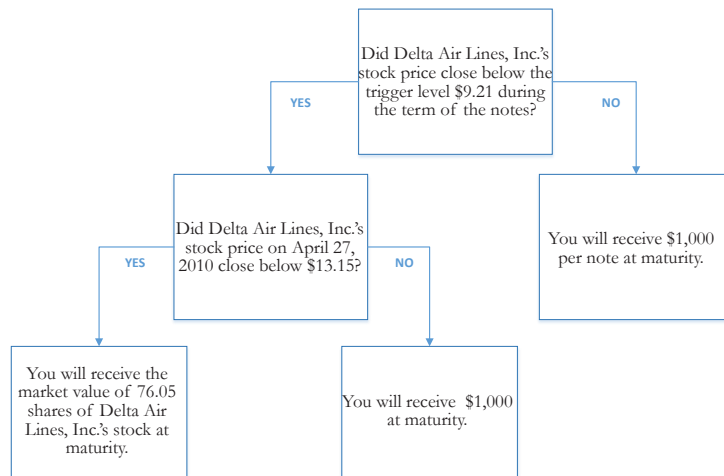 Did Delta Air Lines, Inc.'s
stock price close below the
trigger level $9.21 during
the term of the notes?
YES
NO
Did Delta Air Lines, Inc.'s
stock price on April 27,
2010 close below $13.15?
You will receive $1,000
per note at maturity.
YES
NO
You will receive the
market value of 76.05
shares of Delta Air
Lines, Inc.'s stock at
maturity.
You will receive $1,000
at maturity.